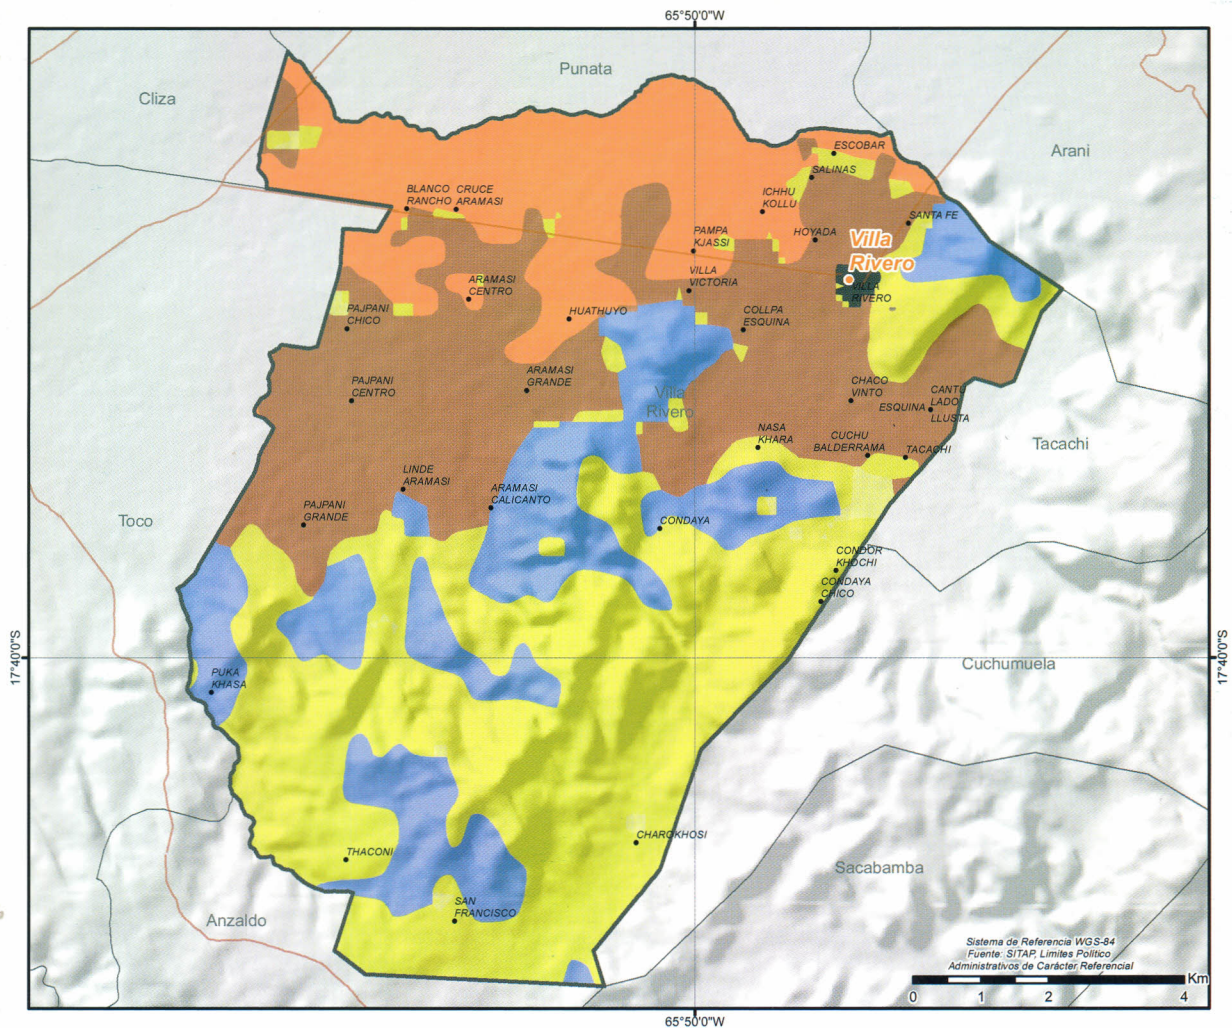 65°50'0"W
Punata
Cliza
Arani
ESCOBAR
SALINAS
BLANCO
RANCHO
CRUCE
ARAMASI
ICHHU
KOLLU
SANTA FE
PAMPA
KJASSI
HOYADA
Villa
Rivero
VILLA
RIVERO
VILLA
VICTORIA
ARAMASI
CENTRO
PAJPANI
CHICO
HUATHUYO
COLLPA
ESQUINA
PAJPANI
CENTRO
ARAMASI
GRANDE
Villa
Rivero
CHACO
VINTO
ESQUINA
CANTU
LADO
LLUSTA
NASA
KHARA
CUCHU
BALDERRAMA
TACACHI
Tacachi
LINDE
ARAMASI
ARAMASI
CALICANTO
PAJPANI
GRANDE
Toco
CONDAYA
CONDOR
KHOCHI
CONDAYA
CHICO
17°40'0"S
17°40'0"S
PUKA
KHASA
Cuchumuela
CHAROKHOSI
THACONI
Sacabamba
SAN
FRANCISCO
Anzaldo
Sistema de Referencia WGS-84
Fuente: SITAP, Limites Politico
Administrativos de Carácter Referencial
Km
0 1 2 4
65°50'0"W